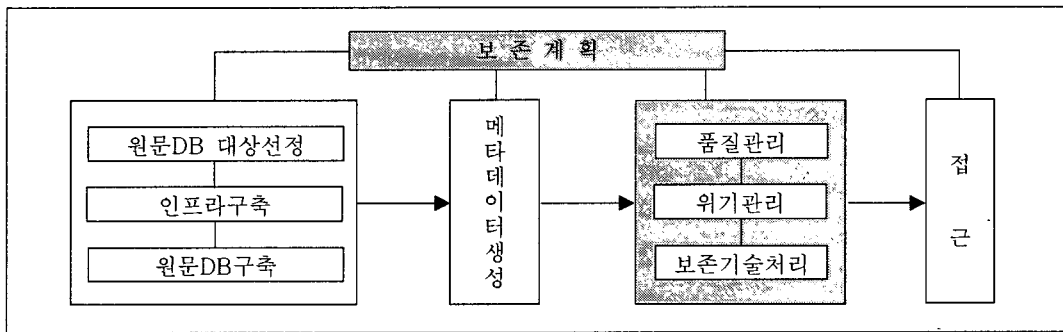 보 존 계 획
원문DB 대상선정
인프라구축
원문DB구축
메타데이터생성
품질관리
위기관리
보존기술처리
접근